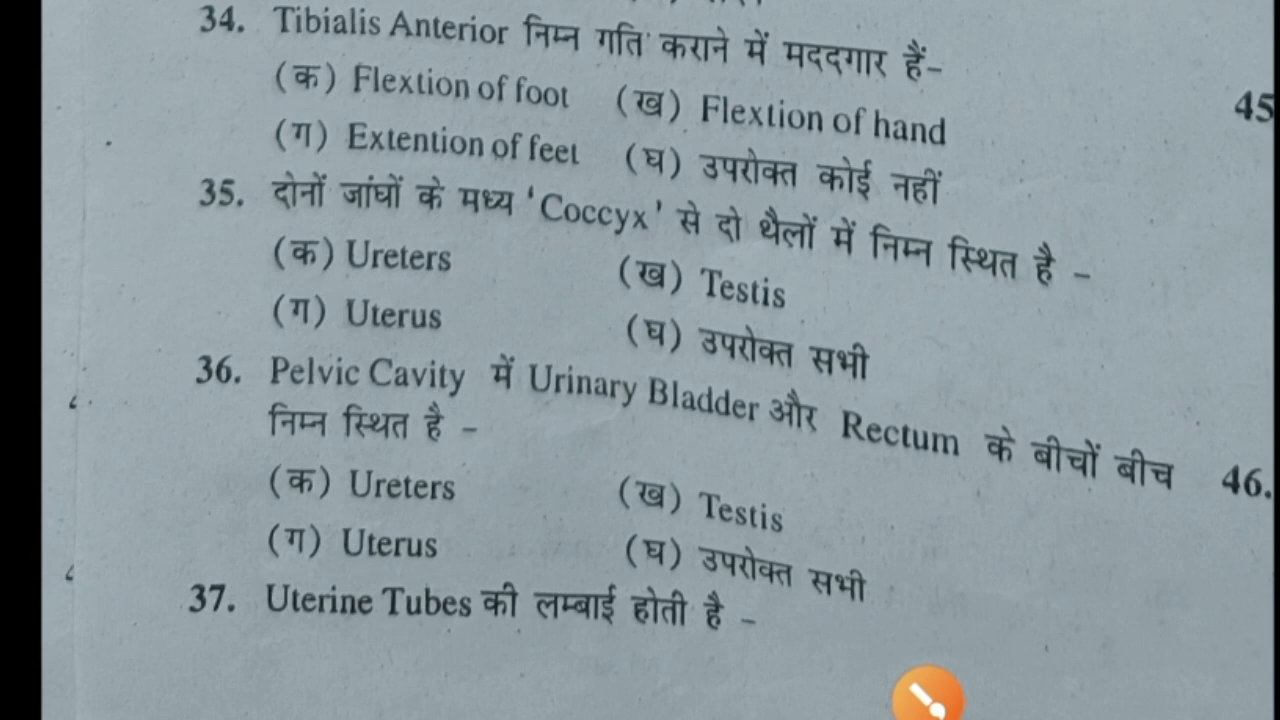 34. Tibialis Anterior निम्न गति कराने में मददगार हैं-
(क) Flextion of foot (ख) Flextion of hand
45
(ग) Extention of feet (घ) उपरोक्त कोई नहीं
35. दोनों जांघों के मध्य 'Coccyx' से दो थैलों में निम्न स्थित है -
(क) Ureters (ख) Testis
(ग) Uterus (घ) उपरोक्त सभी
36. Pelvic Cavity में Urinary Bladder और Rectum के बीचों बीच
46.
निम्न स्थित है -
(क) Ureters (ख) Testis
(ग) Uterus (घ) उपरोक्त सभी
37. Uterine Tubes की लम्बाई होती है -